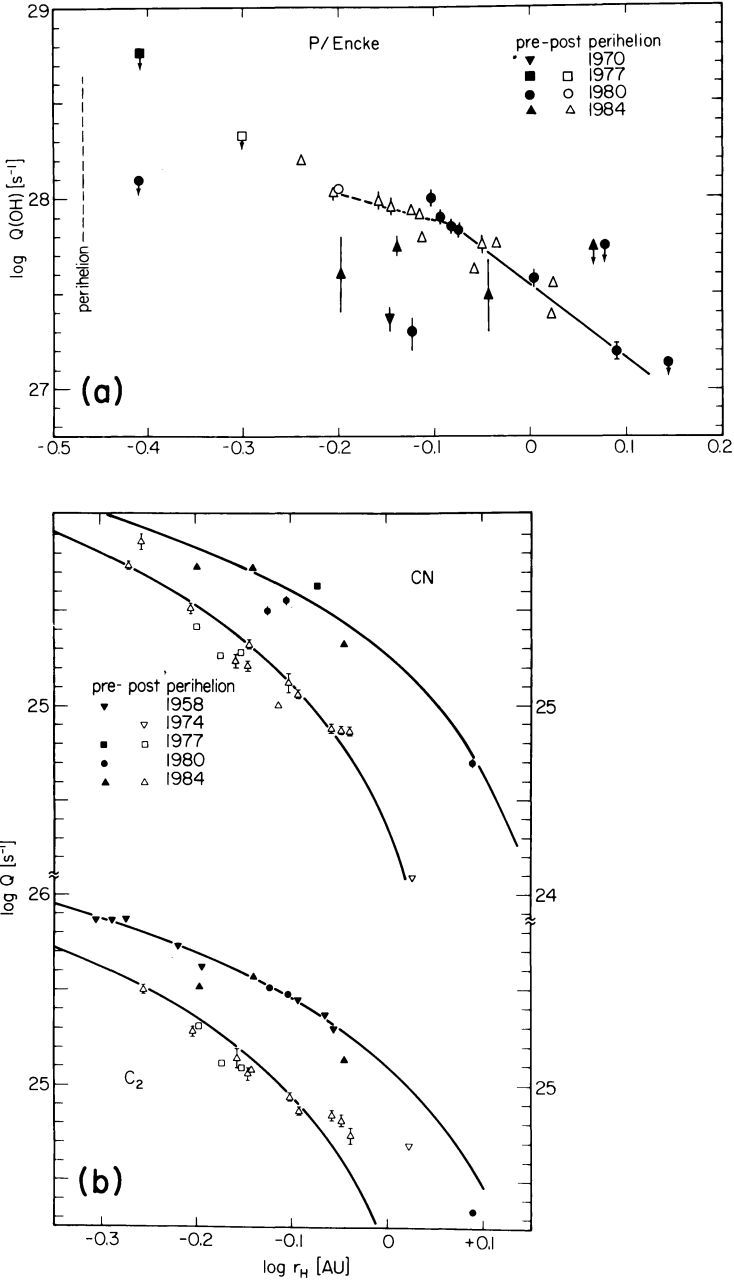 29
P/Encke
pre-post perihelion
1970
1977
1980
1984
28
log Q(OH) [s⁻¹]
perihelion
27
(a)
-0.5 -0.4 -0.3 -0.2 -0.1 0 0.1 0.2
CN
pre- post perihelion
25 25
1958
1974
1977
1980
1984
log Q [s⁻¹]
26 24
C₂
25 25
(b)
-0.3 -0.2 -0.1 0 +0.1
log r_H [AU]